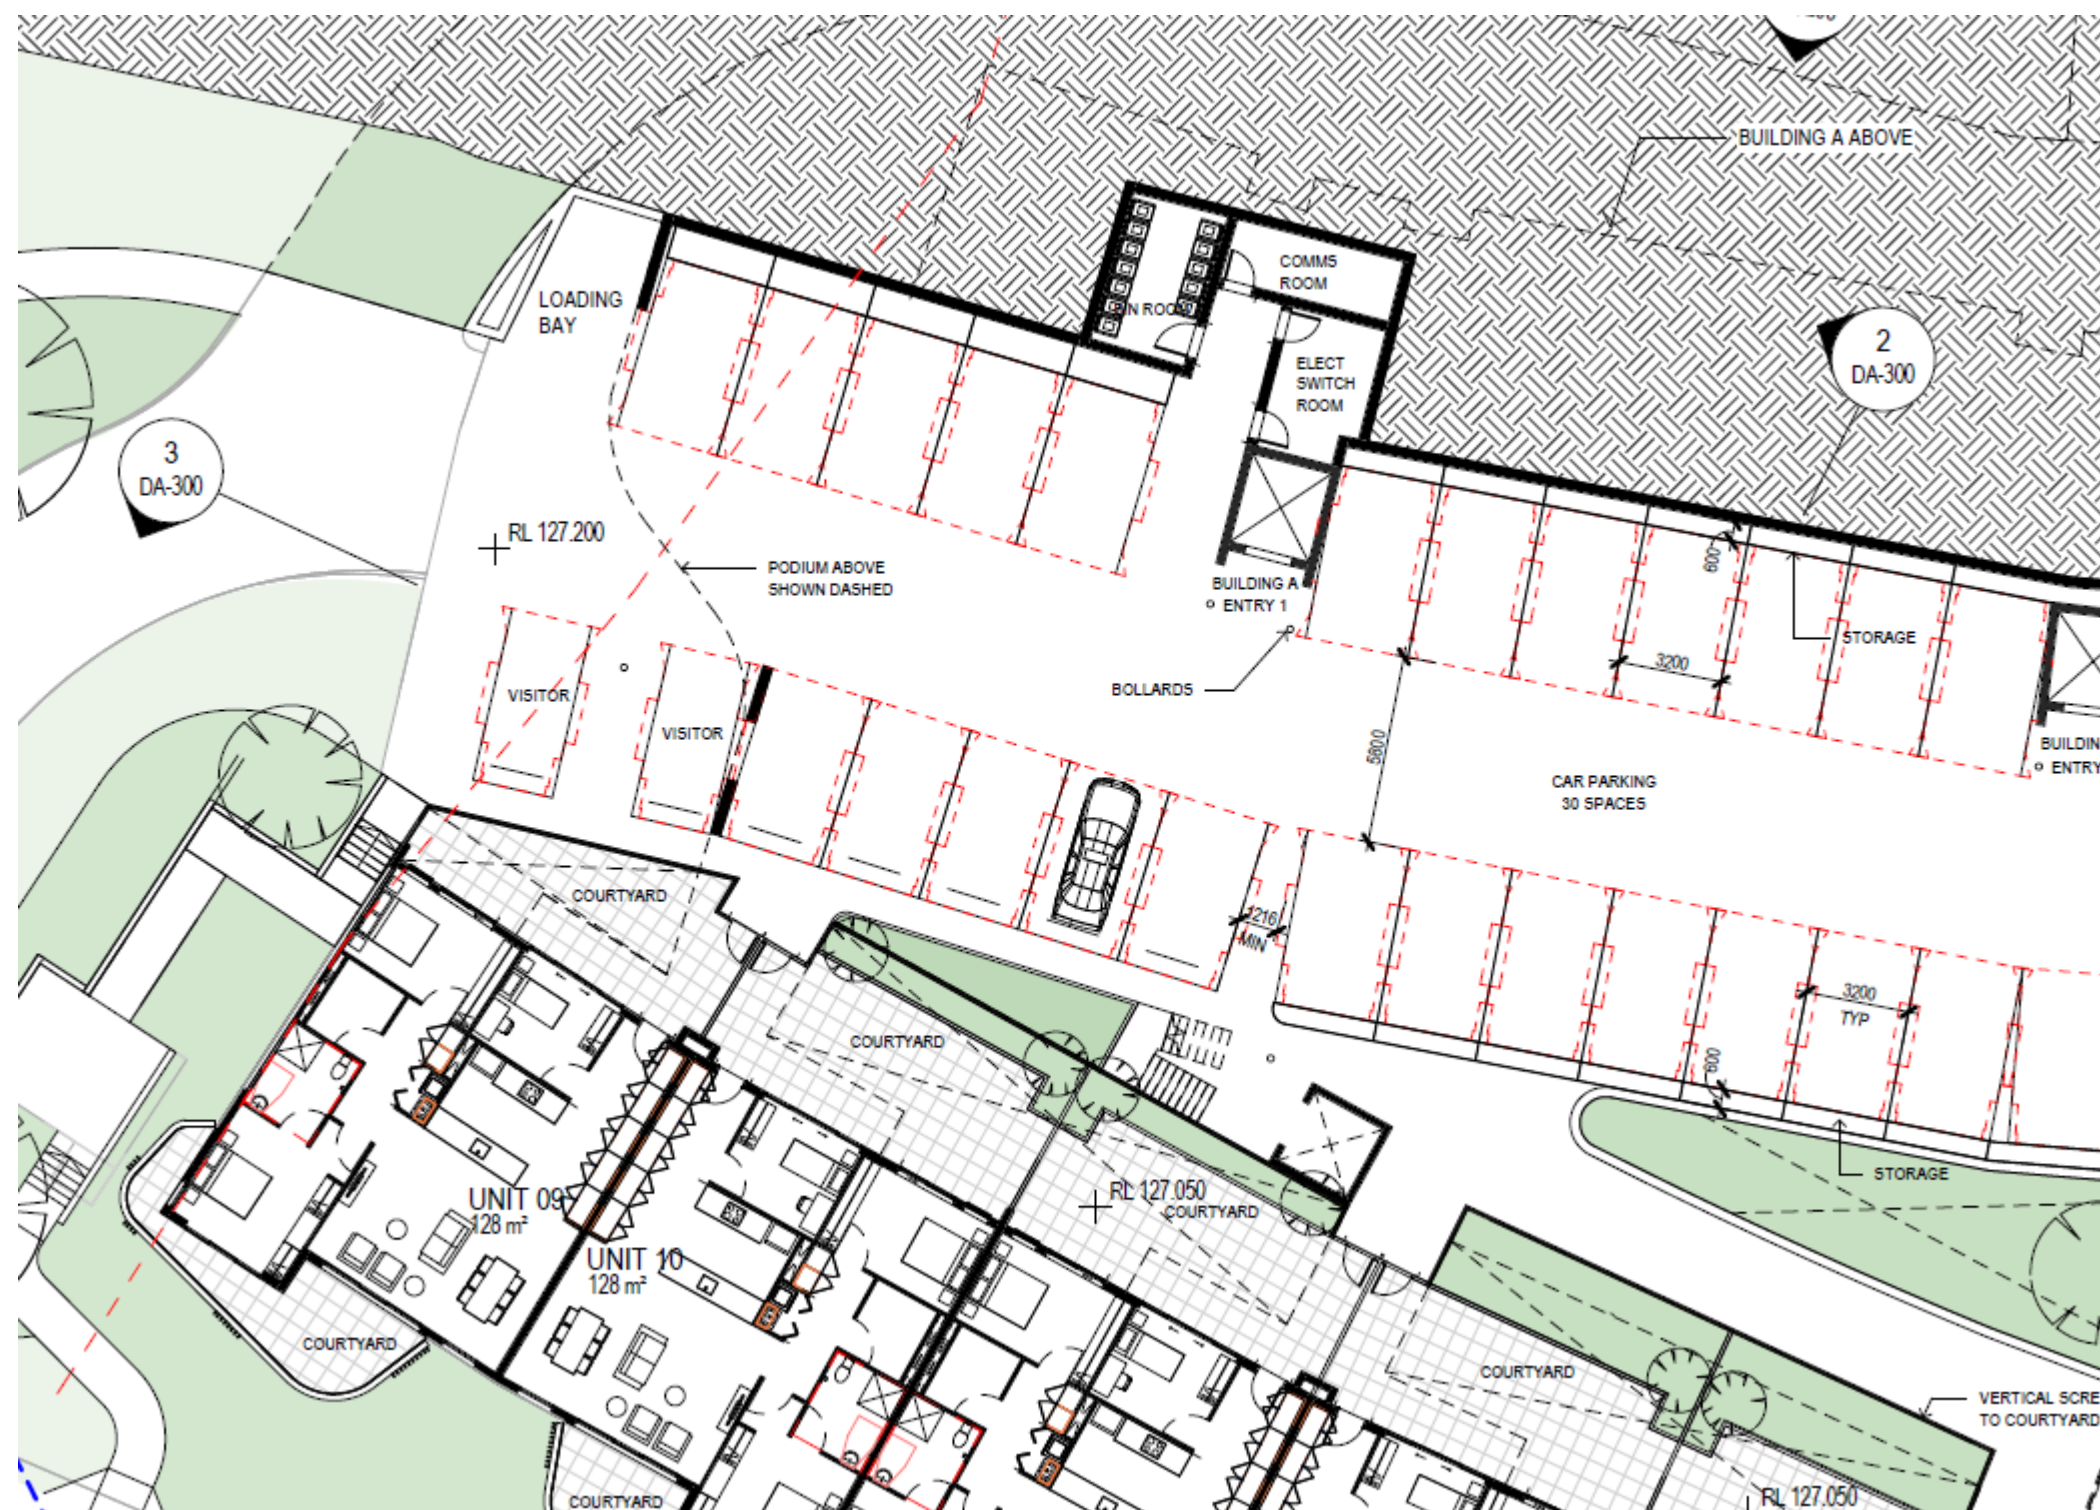 BUILDING A ABOVE
COMMS
ROOM
LOADING
BAY
2
DA-300
ELECT
SWITCH
ROOM
3
DA-300
RL 127.200
PODIUM ABOVE
SHOWN DASHED
BUILDING A
ENTRY 1
600
STORAGE
3200
VISITOR
VISITOR
BOLLARDS
5800
CAR PARKING
30 SPACES
ENTRY
COURTYARD
1216
MIN
3200
TYP
COURTYARD
600
STORAGE
UNIT 09
128 m²
RL 127.050
COURTYARD
UNIT 10
128 m²
COURTYARD
COURTYARD
VERTICAL
TO COURTYARD
COURTYARD
RL 127.050